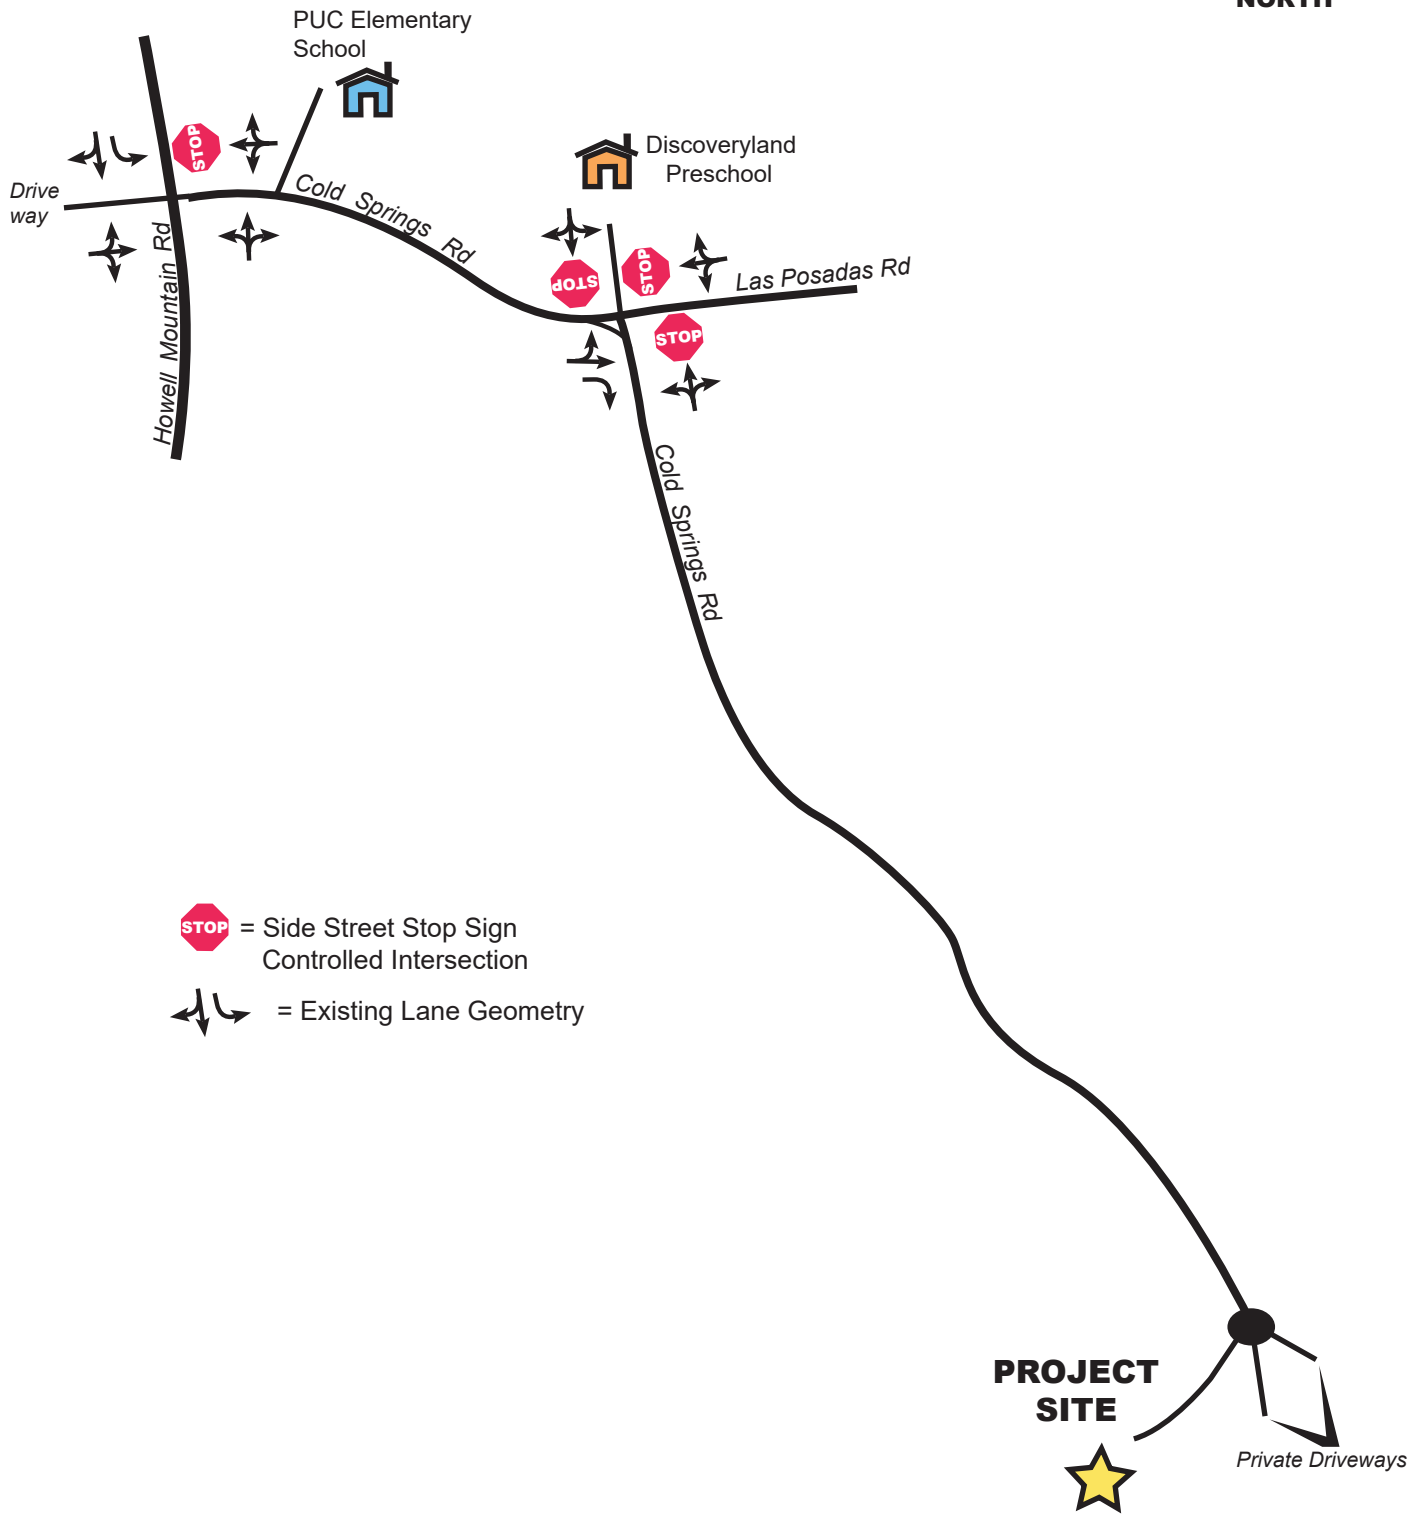 NORTH
PUC Elementary
School
STOP
Drive
way
Howell Mountain Rd
Cold Springs Rd
Discoveryland
Preschool
STOP
STOP
Las Posadas Rd
STOP
Cold Springs Rd
STOP = Side Street Stop Sign
Controlled Intersection
= Existing Lane Geometry
PROJECT
SITE
Private Driveways